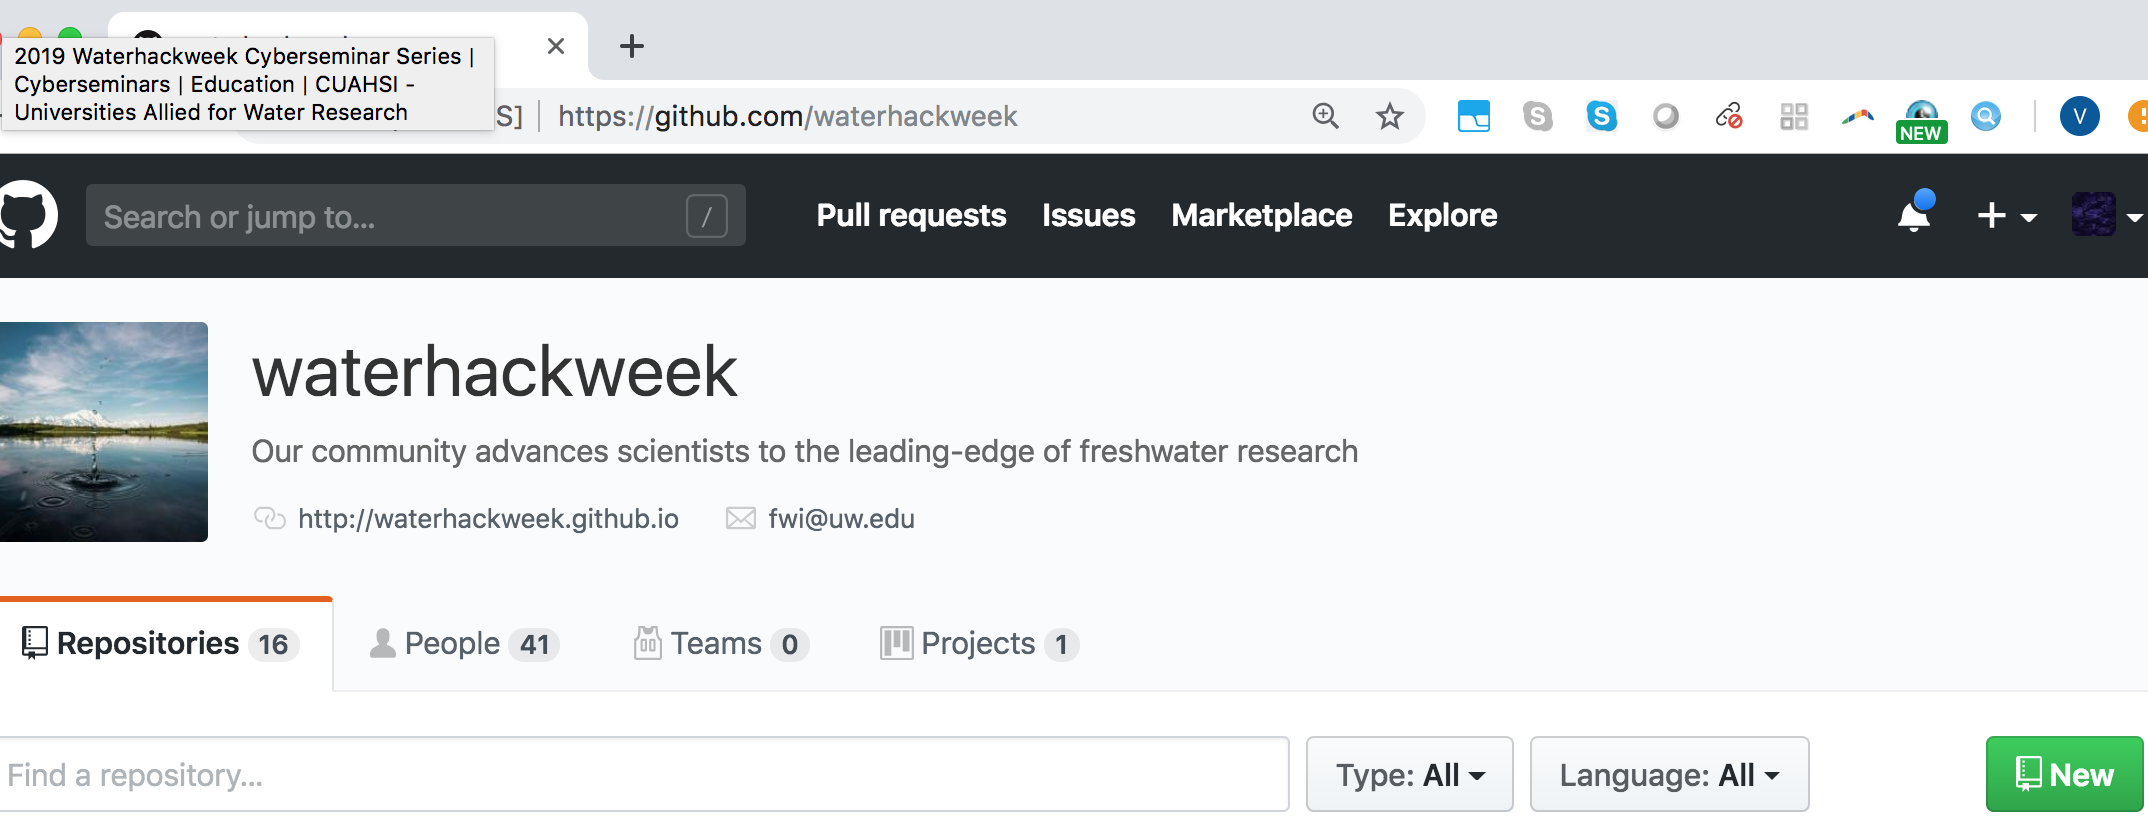 2019 Waterhackweek Cyberseminar Series |
Cyberseminars | Education | CUAHSI -
Universities Allied for Water Research
S] https://github.com/waterhackweek
NEW
V
Search or jump to... /
Pull requests Issues Marketplace Explore
waterhackweek
Our community advances scientists to the leading-edge of freshwater research
http://waterhackweek.github.io fwi@uw.edu
Repositories 16 People 41 Teams 0 Projects 1
Find a repository... Type: All Language: All New